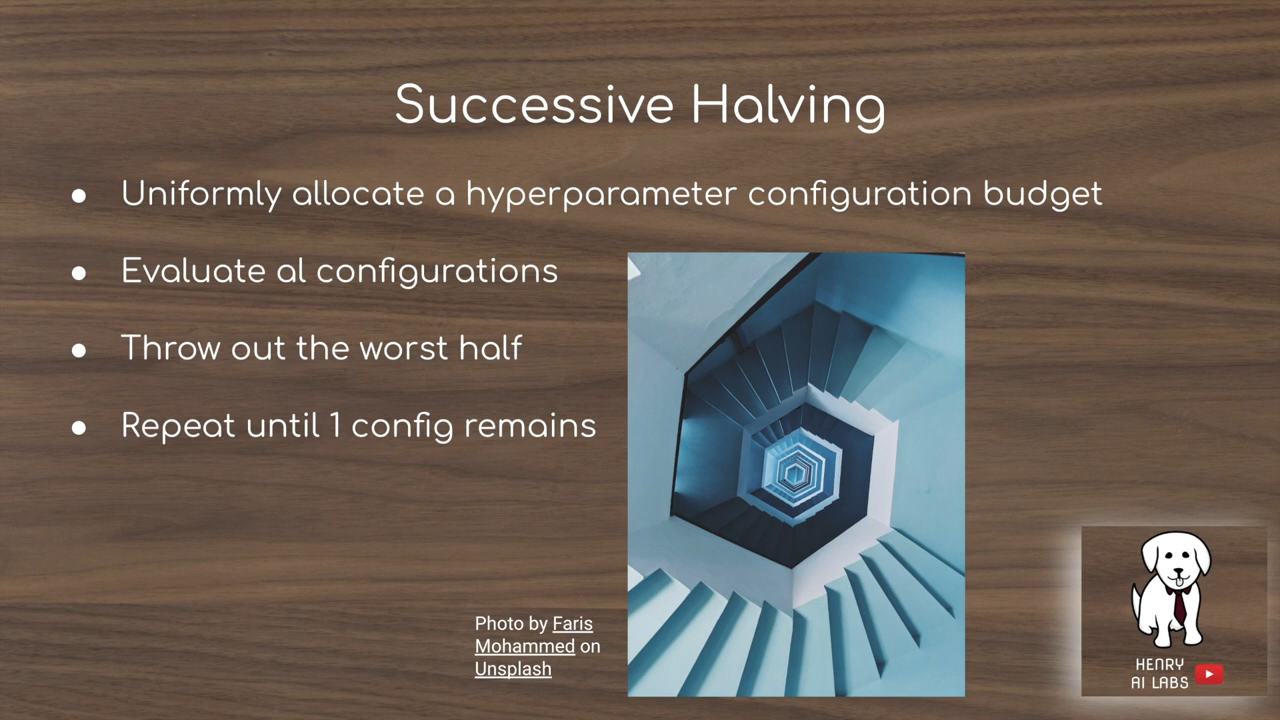 Successive Halving
● Uniformly allocate a hyperparameter configuration budget
● Evaluate al configurations
● Throw out the worst half
● Repeat until 1 config remains
Photo by Faris
Mohammed on
Unsplash
HENRY
AI LABS